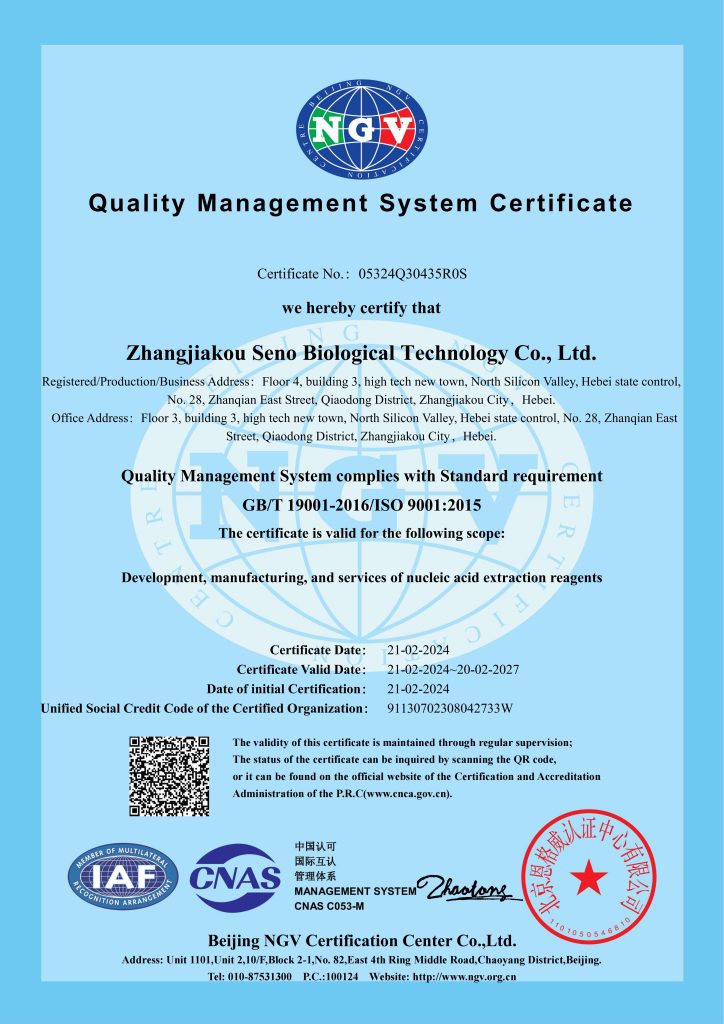 BEIJING NGV CERTIFICATION CENTRE
NGV
Quality Management System Certificate
Certificate No.: 05324Q30435R0S
we hereby certify that
Zhangjiakou Seno Biological Technology Co., Ltd.
Registered/Production/Business Address: Floor 4, building 3, high tech new town, North Silicon Valley, Hebei state control,
No. 28, Zhanqian East Street, Qiaodong District, Zhangjiakou City, Hebei.
Office Address: Floor 3, building 3, high tech new town, North Silicon Valley, Hebei state control, No. 28, Zhanqian East
Street, Qiaodong District, Zhangjiakou City, Hebei.
BEIJING NGV CERTIFICATION CENTRE
NGV
Quality Management System complies with Standard requirement
GB/T 19001-2016/ISO 9001:2015
The certificate is valid for the following scope:
Development, manufacturing, and services of nucleic acid extraction reagents
Certificate Date: 21-02-2024
Certificate Valid Date: 21-02-2024~20-02-2027
Date of initial Certification: 21-02-2024
Unified Social Credit Code of the Certified Organization: 91130702308042733W
The validity of this certificate is maintained through regular supervision;
The status of the certificate can be inquired by scanning the QR code,
or it can be found on the official website of the Certification and Accreditation
Administration of the P.R.C(www.cnca.gov.cn).
MEMBER OF MULTILATERAL
IAF
RECOGNITION ARRANGEMENT
CNAS
中国认可
国际互认
管理体系
MANAGEMENT SYSTEM
CNAS C053-M
Zhaotong
北京恩格威认证中心有限公司
1101050546810
Beijing NGV Certification Center Co.,Ltd.
Address: Unit 1101,Unit 2,10/F,Block 2-1,No. 82,East 4th Ring Middle Road,Chaoyang District,Beijing.
Tel: 010-87531300 P.C.:100124 Website: http://www.ngv.org.cn